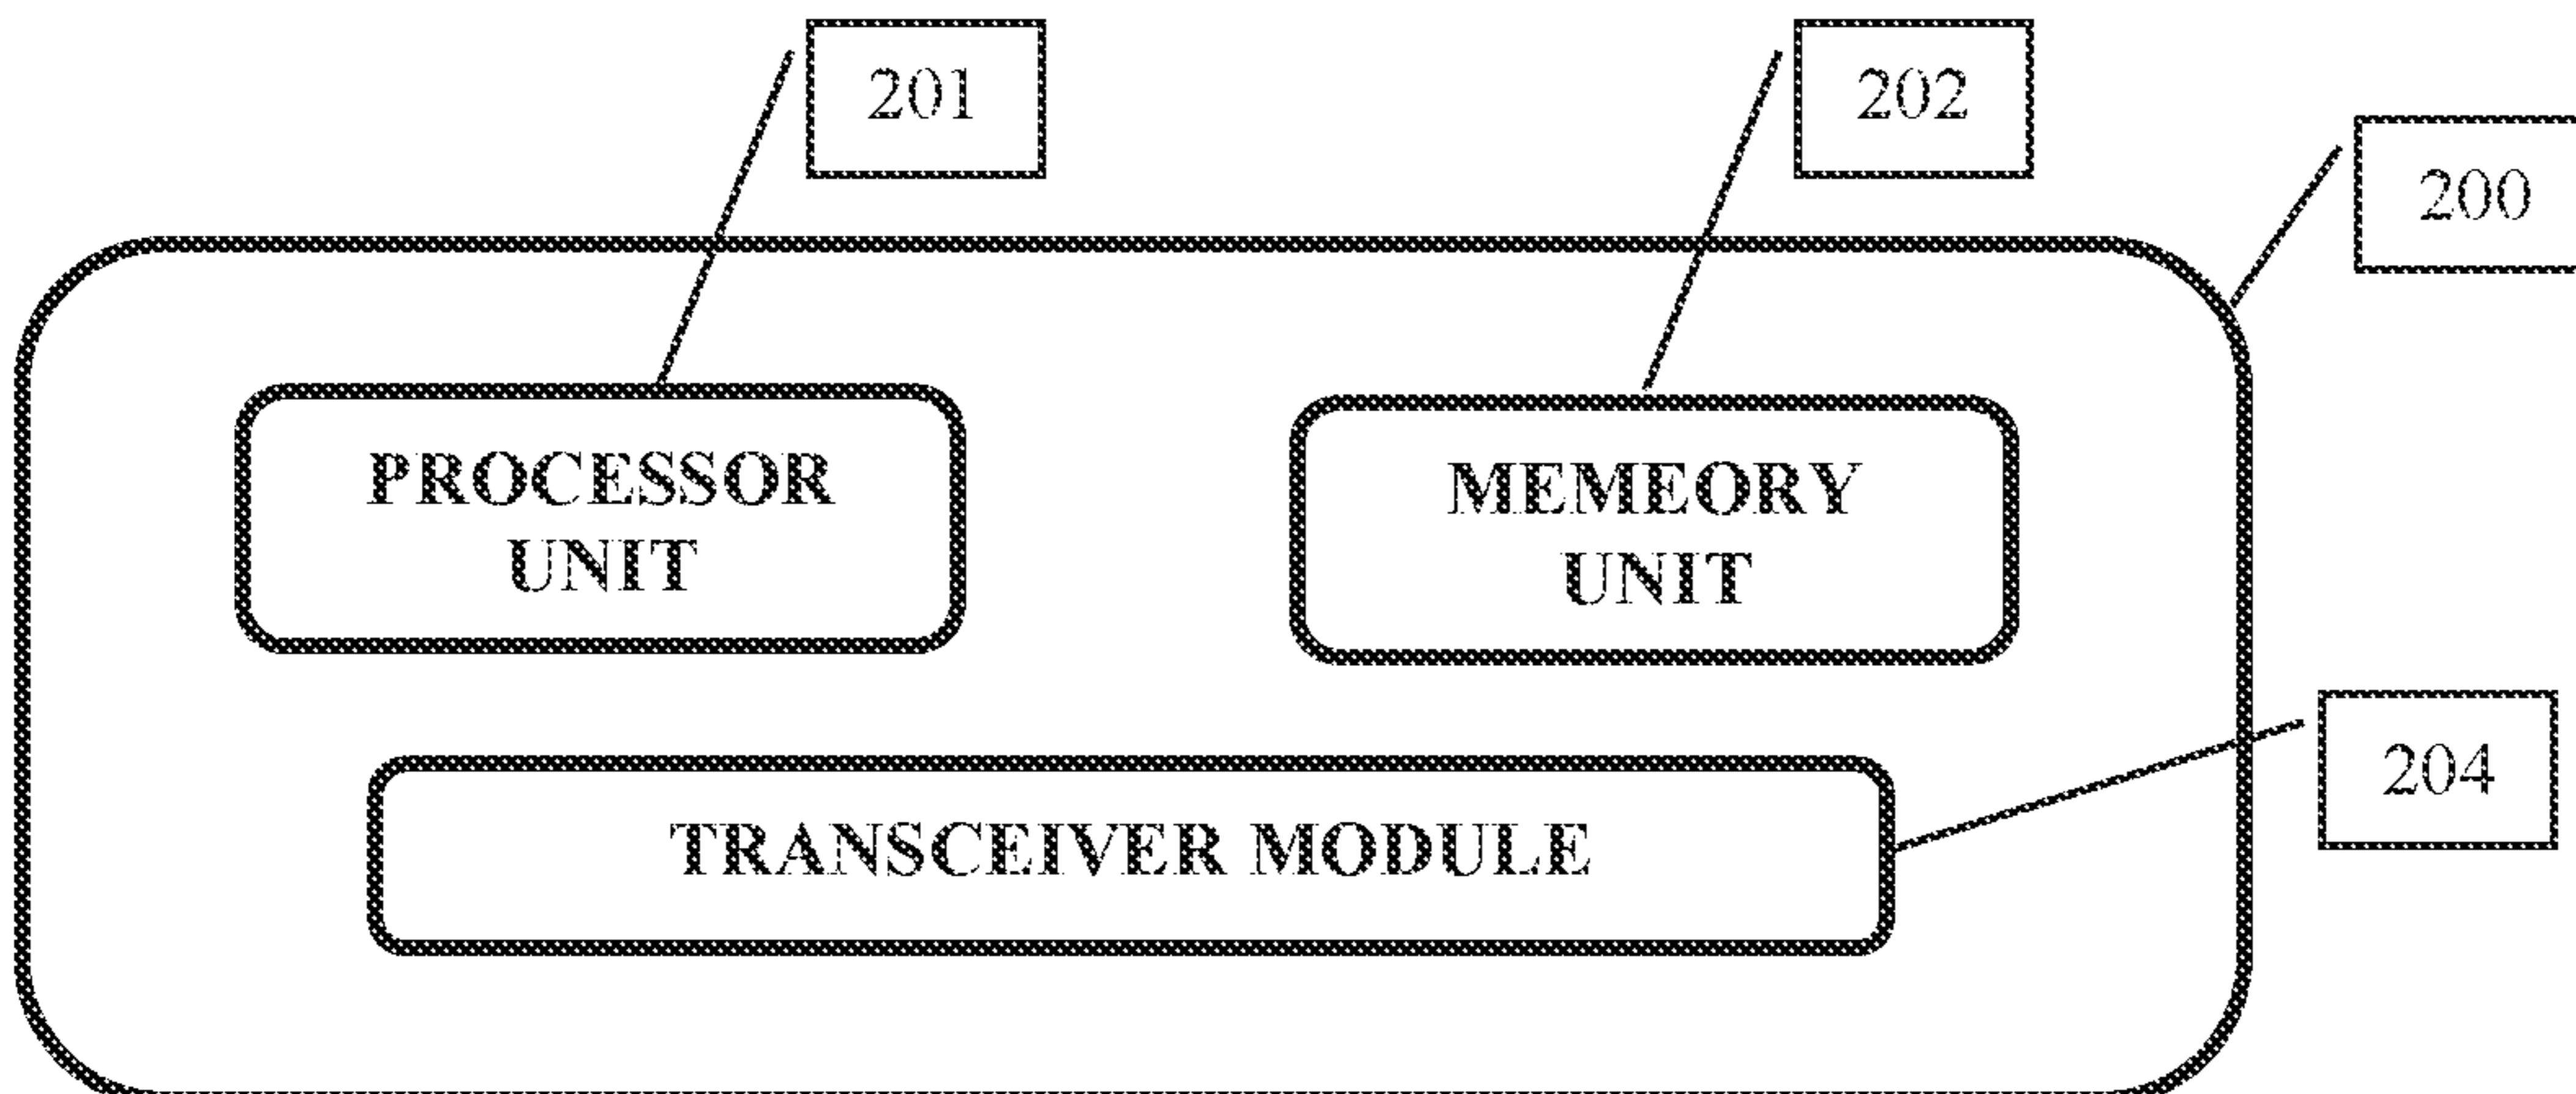 201
202
200
PROCESSOR
UNIT
MEMEORY
UNIT
204
TRANSCEIVER MODULE